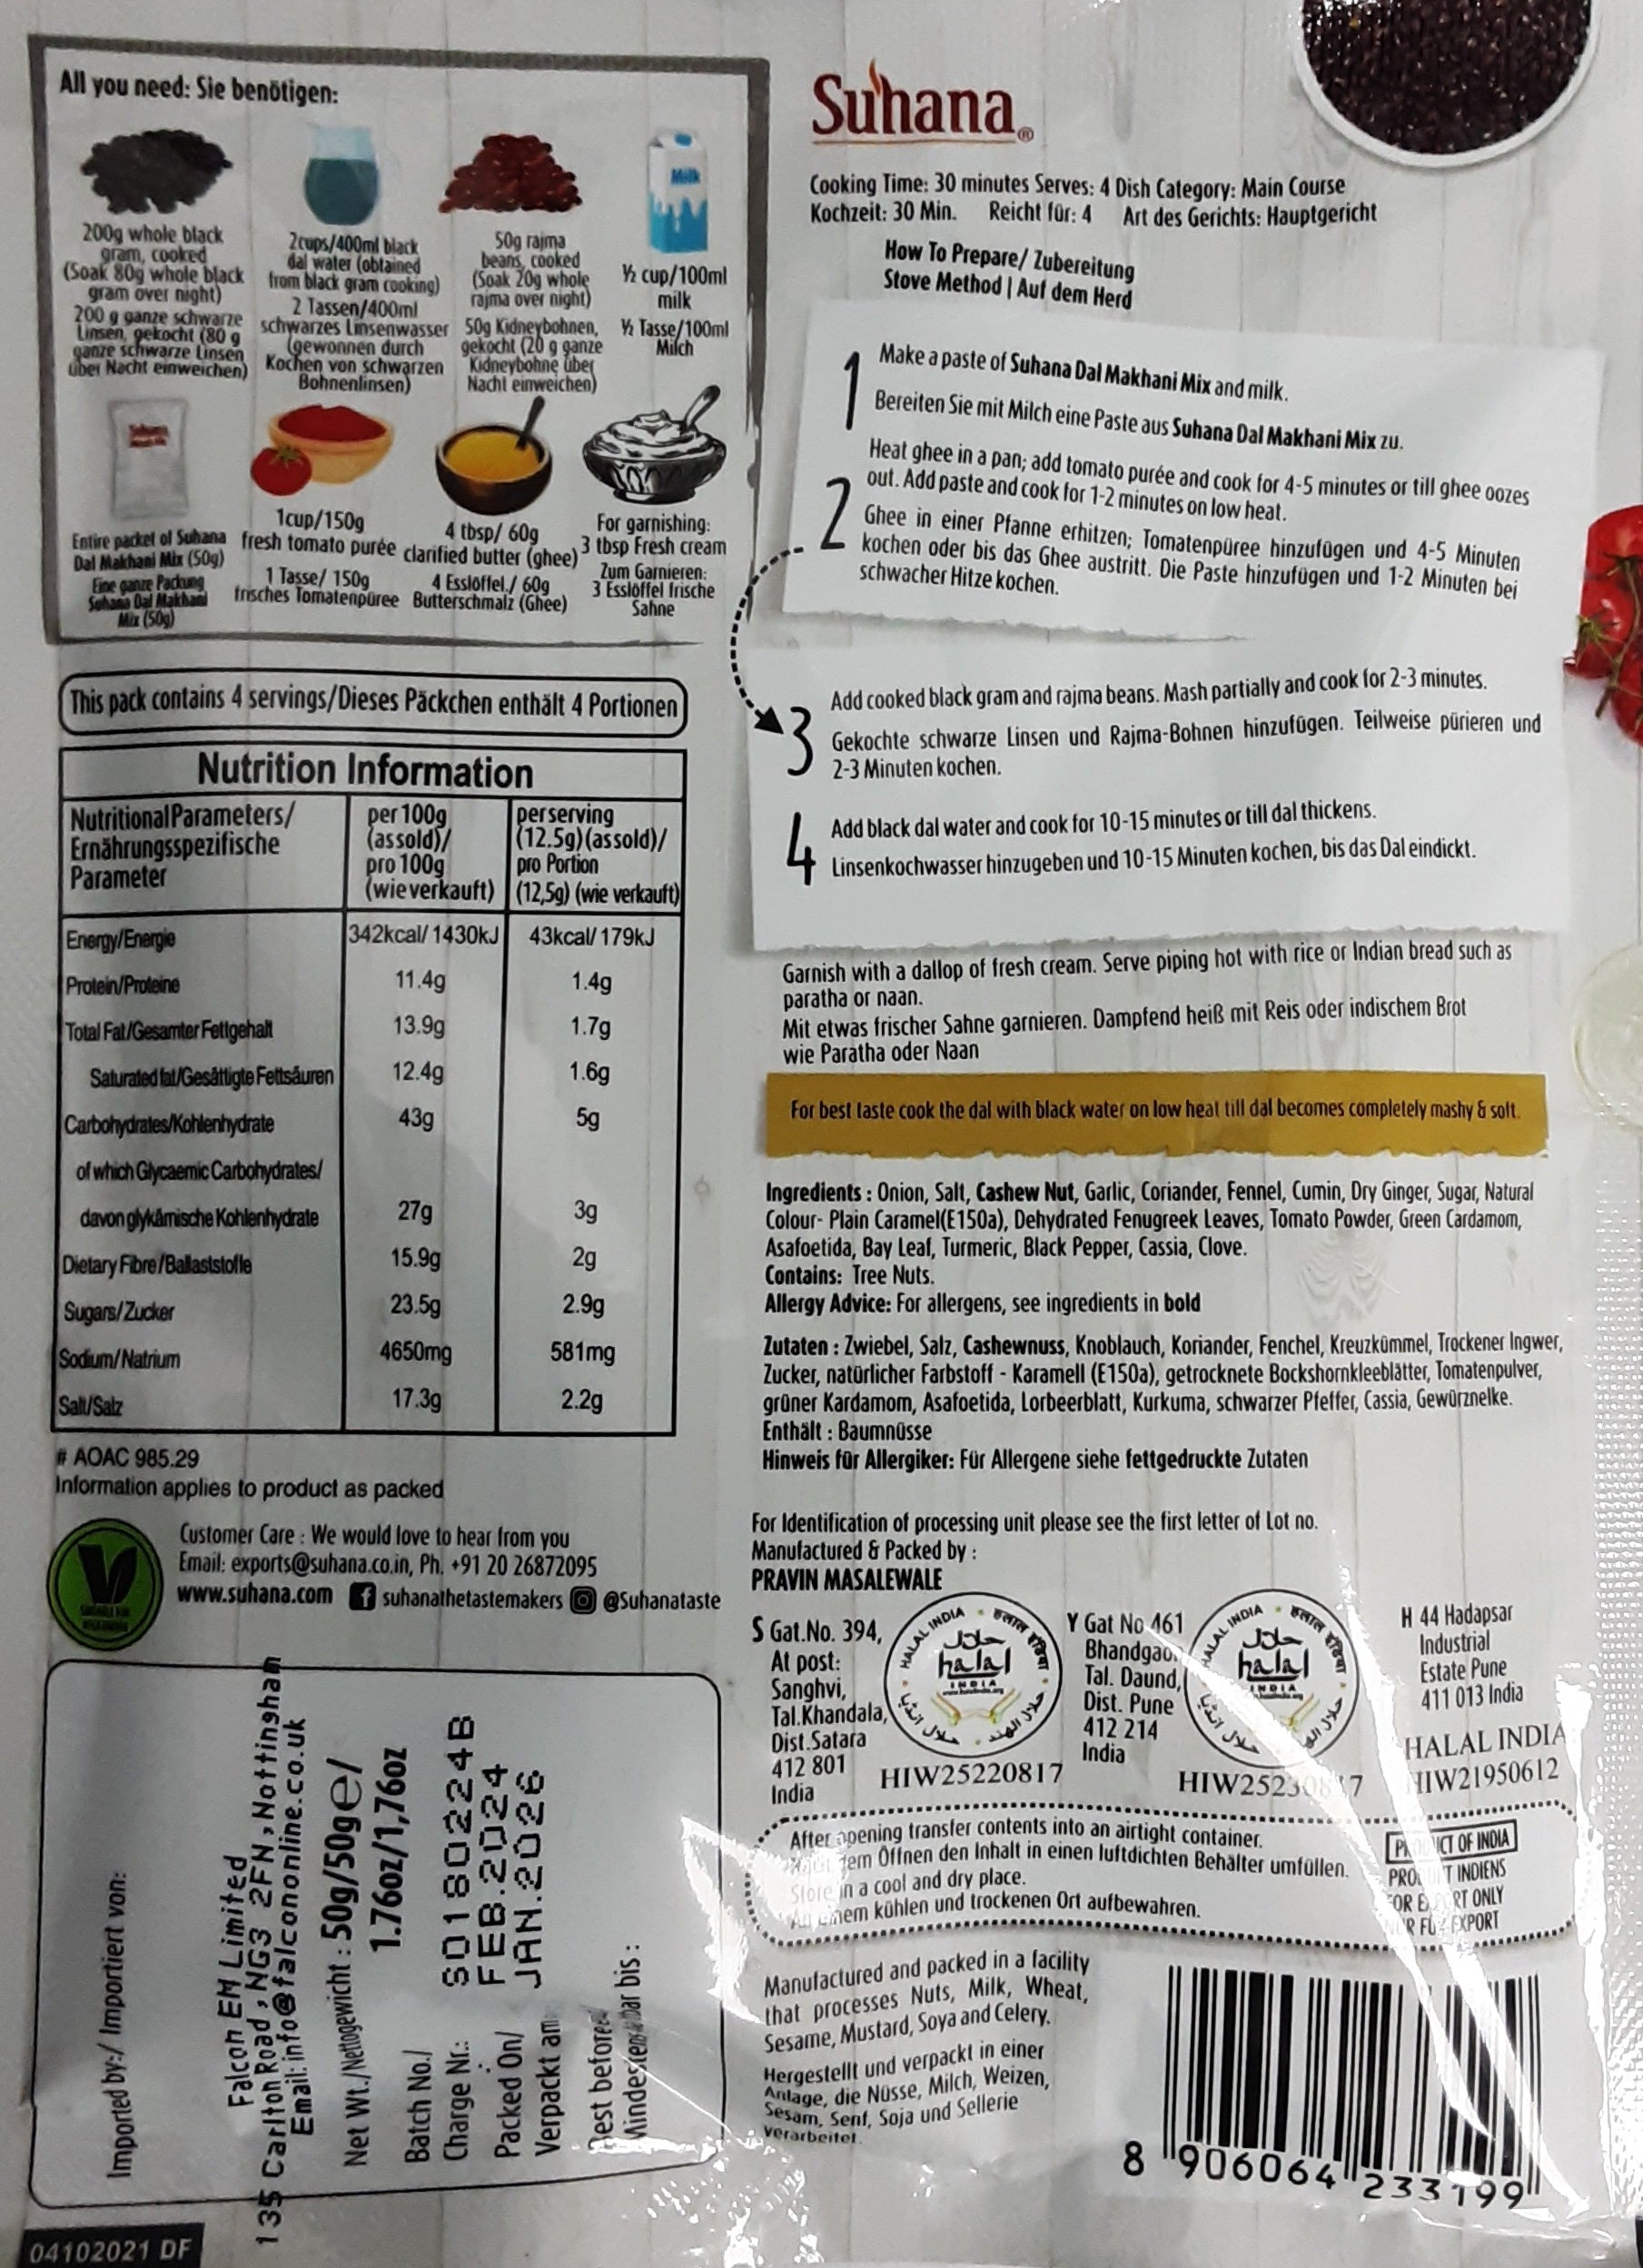 All you need: Sie benötigen:
Milk
200g whole black
gram, cooked
(Soak 80g whole black
gram over night)
200 g ganze schwarze
Linsen, gekocht (80 g
ganze schwarze Linsen
über Nacht einweichen)
2cups/400ml black
dal water (obtained
from black gram cooking)
2 Tassen/400ml
schwarzes Linsenwasser
(gewonnen durch
Kochen von schwarzen
Bohnenlinsen)
50g rajma
beans, cooked
(Soak 20g whole
rajma over night)
50g Kidneybohnen,
gekocht (20 g ganze
Kidneybohne über
Nacht einweichen)
½ cup/100ml
milk
½ Tasse/100ml
Milch
Entire packet of Suhana
Dal Makhani Mix (50g)
Eine ganze Packung
Suhana Dal Makhani
Mix (50g)
1cup/150g
fresh tomato purée
1 Tasse/ 150g
frisches Tomatenpüree
4 tbsp/ 60g
clarified butter (ghee)
4 Esslöffel./ 60g
Butterschmalz (Ghee)
For garnishing:
3 tbsp Fresh cream
Zum Garnieren:
3 Esslöffel frische
Sahne
This pack contains 4 servings/Dieses Päckchen enthält 4 Portionen
Nutrition Information
Nutritional Parameters/
Ernährungsspezifische
Parameter
per 100g
(as sold)/
pro 100g
(wie verkauft)
per serving
(12.5g) (as sold)/
pro Portion
(12,5g) (wie verkauft)
Energy/Energie 342kcal/ 1430kJ 43kcal/ 179kJ
Protein/Proteine 11.4g 1.4g
Total Fat/Gesamter Fettgehalt 13.9g 1.7g
Saturated fat/Gesättigte Fettsäuren 12.4g 1.6g
Carbohydrates/Kohlenhydrate 43g 5g
of which Glycaemic Carbohydrates/
davon glykämische Kohlenhydrate 27g 3g
Dietary Fibre/Ballaststoffe 15.9g 2g
Sugars/Zucker 23.5g 2.9g
Sodium/Natrium 4650mg 581mg
Salt/Salz 17.3g 2.2g
# AOAC 985.29
Information applies to product as packed
Customer Care : We would love to hear from you
Email: exports@suhana.co.in, Ph. +91 20 26872095
www.suhana.com suhanathetastemakers @Suhanataste
Imported by:/ Importiert von:
Falcon EM Limited
135 Carlton Road, NG3 2FN, Nottingham
Email: info@falcononline.co.uk
Net Wt./Nettogewicht : 50g/50g e/
1.76oz/1,76oz
Batch No./
Charge Nr.: S0180224B
Packed On/ FEB.2024
Verpackt am JAN.2026
Best before
Mindestens bar bis :
04102021 DF
Suhana®
Cooking Time: 30 minutes Serves: 4 Dish Category: Main Course
Kochzeit: 30 Min. Reicht für: 4 Art des Gerichts: Hauptgericht
How To Prepare/ Zubereitung
Stove Method | Auf dem Herd
1 Make a paste of Suhana Dal Makhani Mix and milk.
Bereiten Sie mit Milch eine Paste aus Suhana Dal Makhani Mix zu.
2 Heat ghee in a pan; add tomato purée and cook for 4-5 minutes or till ghee oozes
out. Add paste and cook for 1-2 minutes on low heat.
Ghee in einer Pfanne erhitzen; Tomatenpüree hinzufügen und 4-5 Minuten
kochen oder bis das Ghee austritt. Die Paste hinzufügen und 1-2 Minuten bei
schwacher Hitze kochen.
3 Add cooked black gram and rajma beans. Mash partially and cook for 2-3 minutes.
Gekochte schwarze Linsen und Rajma-Bohnen hinzufügen. Teilweise pürieren und
2-3 Minuten kochen.
4 Add black dal water and cook for 10-15 minutes or till dal thickens.
Linsenkochwasser hinzugeben und 10-15 Minuten kochen, bis das Dal eindickt.
Garnish with a dallop of fresh cream. Serve piping hot with rice or Indian bread such as
paratha or naan.
Mit etwas frischer Sahne garnieren. Dampfend heiß mit Reis oder indischem Brot
wie Paratha oder Naan
For best taste cook the dal with black water on low heat till dal becomes completely mashy & soft.
Ingredients : Onion, Salt, Cashew Nut, Garlic, Coriander, Fennel, Cumin, Dry Ginger, Sugar, Natural
Colour- Plain Caramel(E150a), Dehydrated Fenugreek Leaves, Tomato Powder, Green Cardamom,
Asafoetida, Bay Leaf, Turmeric, Black Pepper, Cassia, Clove.
Contains: Tree Nuts.
Allergy Advice: For allergens, see ingredients in bold
Zutaten : Zwiebel, Salz, Cashewnuss, Knoblauch, Koriander, Fenchel, Kreuzkümmel, Trockener Ingwer,
Zucker, natürlicher Farbstoff - Karamell (E150a), getrocknete Bockshornkleeblätter, Tomatenpulver,
grüner Kardamom, Asafoetida, Lorbeerblatt, Kurkuma, schwarzer Pfeffer, Cassia, Gewürznelke.
Enthält : Baumnüsse
Hinweis für Allergiker: Für Allergene siehe fettgedruckte Zutaten
For Identification of processing unit please see the first letter of Lot no.
Manufactured & Packed by :
PRAVIN MASALEWALE
S Gat.No. 394,
At post:
Sanghvi,
Tal.Khandala,
Dist.Satara
412 801
India
HALAL INDIA
हलाल इंडिया
حلال
halal
INDIA
HIW25220817
Y Gat No 461
Bhandgaon
Tal. Daund,
Dist. Pune
412 214
India
HALAL INDIA
हलाल इंडिया
حلال
halal
INDIA
H 44 Hadapsar
Industrial
Estate Pune
411 013 India
HALAL INDIA
HIW21950612
After opening transfer contents into an airtight container.
dem Öffnen den Inhalt in einen luftdichten Behälter umfüllen.
Store in a cool and dry place.
einem kühlen und trockenen Ort aufbewahren.
PRODUCT OF INDIA
PRODUIT INDIENS
FOR EXPORT ONLY
NUR FÜR EXPORT
Manufactured and packed in a facility
that processes Nuts, Milk, Wheat,
Sesame, Mustard, Soya and Celery.
Hergestellt und verpackt in einer
Anlage, die Nüsse, Milch, Weizen,
Sesam, Senf, Soja und Sellerie
verarbeitet.
8 906064 233199